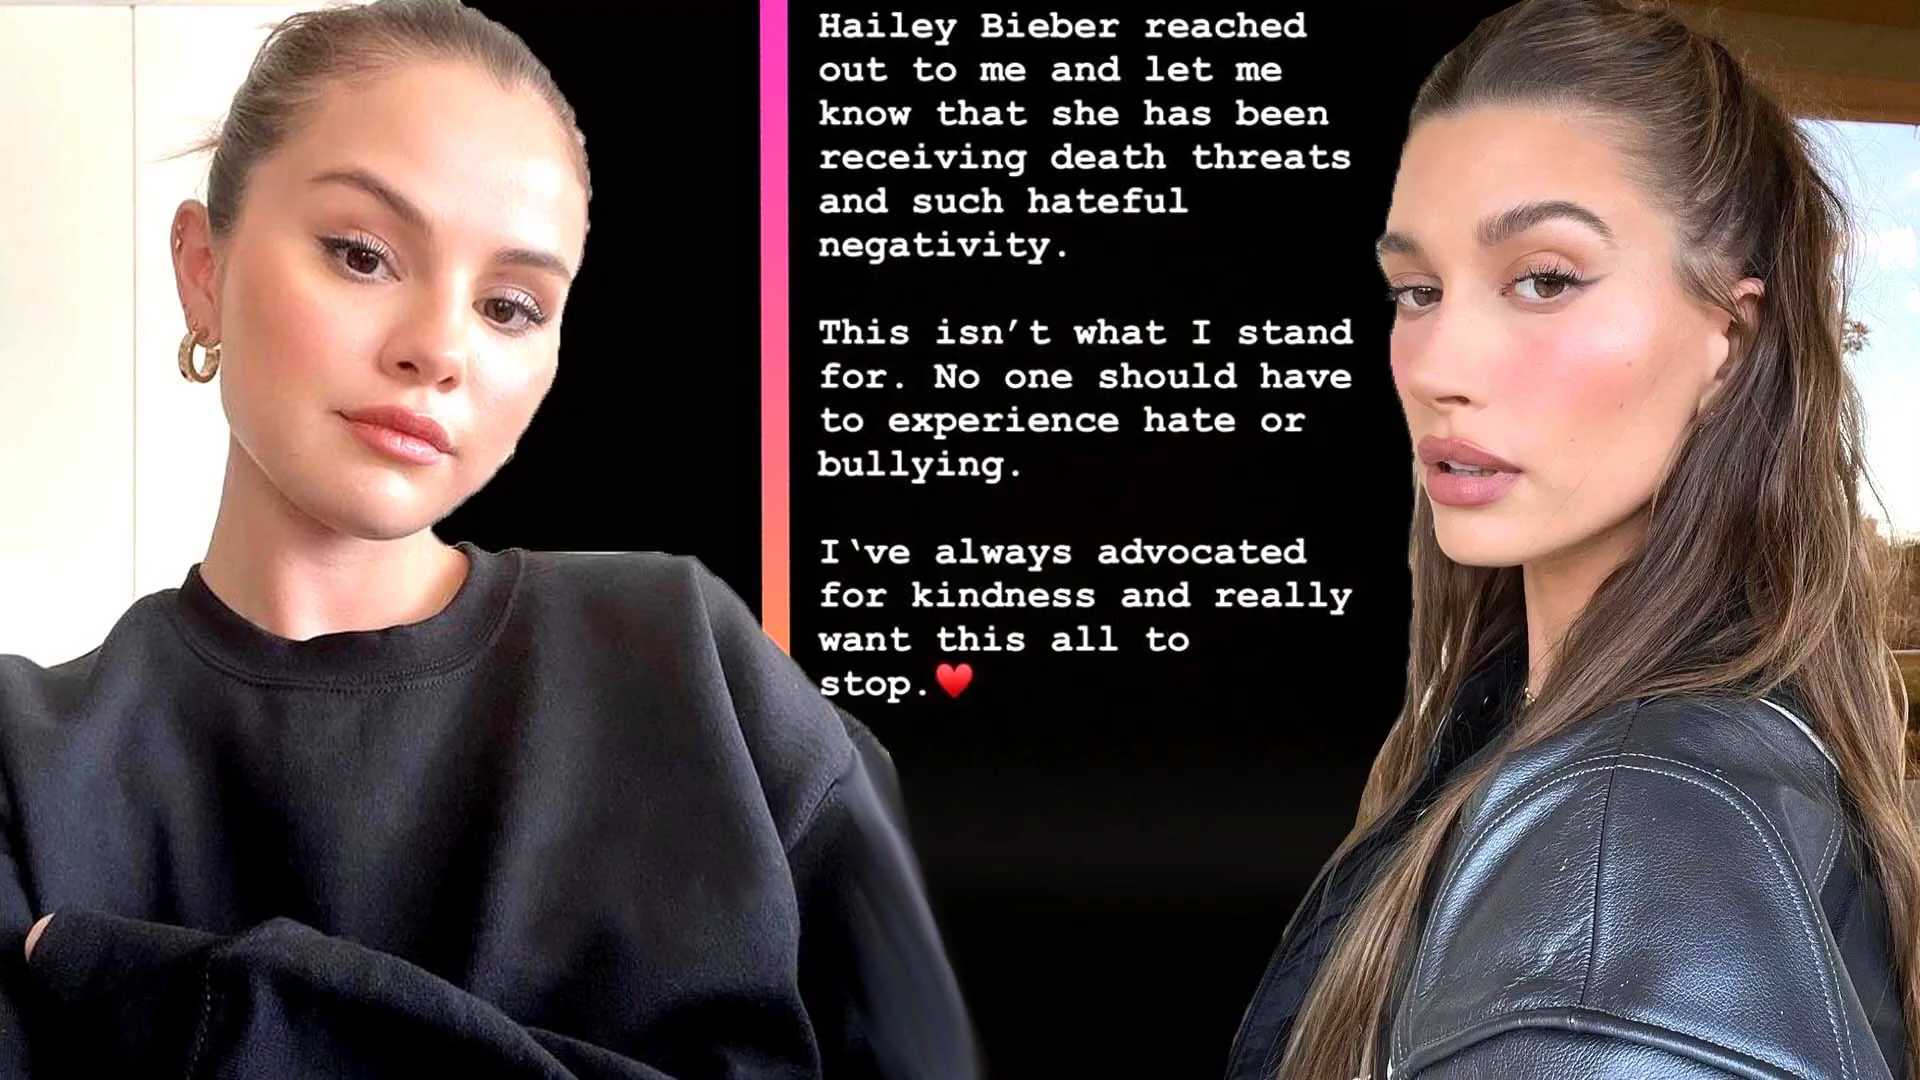 Hailey Bieber reached
out to me and let me
know that she has been
receiving death threats
and such hateful
negativity.
This isn’t what I stand
for. No one should have
to experience hate or
bullying.
I‘ve always advocated
for kindness and really
want this all to
stop.❤️